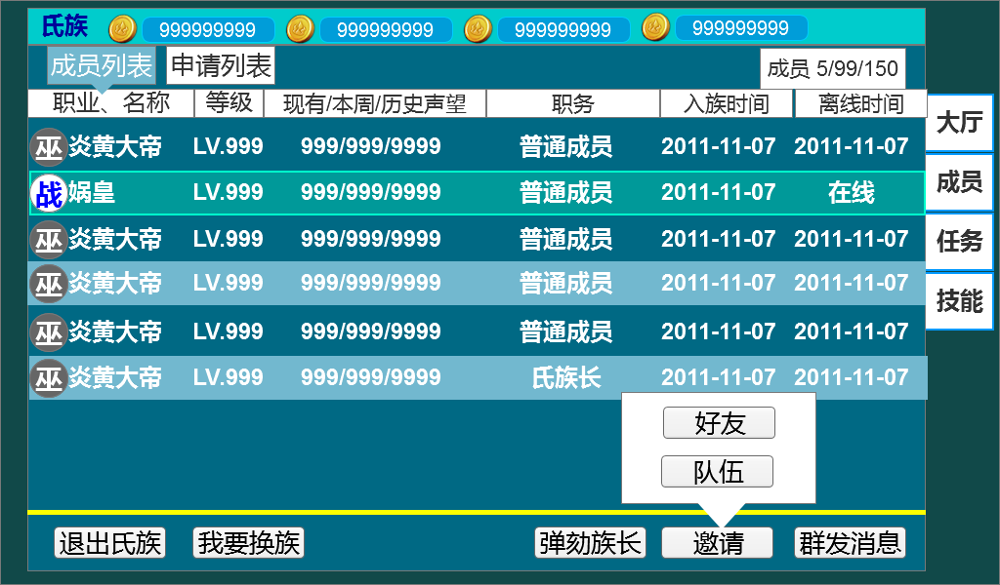 氏族 999999999 999999999 999999999 999999999
成员列表 申请列表 成员 5/99/150
职业、名称 等级 现有/本周/历史声望 职务 入族时间 离线时间
巫 炎黄大帝 LV.999 999/999/9999 普通成员 2011-11-07 2011-11-07
战 娲皇 LV.999 999/999/9999 普通成员 2011-11-07 在线
巫 炎黄大帝 LV.999 999/999/9999 普通成员 2011-11-07 2011-11-07
巫 炎黄大帝 LV.999 999/999/9999 普通成员 2011-11-07 2011-11-07
巫 炎黄大帝 LV.999 999/999/9999 普通成员 2011-11-07 2011-11-07
巫 炎黄大帝 LV.999 999/999/9999 氏族长 2011-11-07 2011-11-07
大厅
成员
任务
技能
好友
队伍
退出氏族 我要换族 弹劾族长 邀请 群发消息